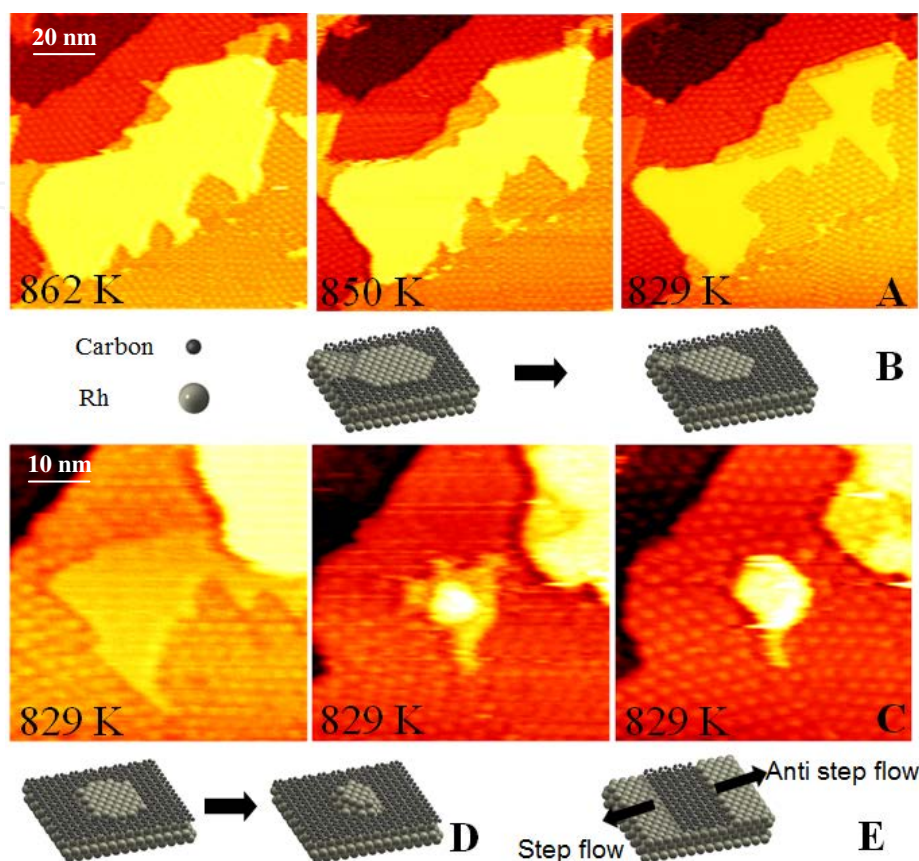 20 nm
862 K
850 K
829 K
A
Carbon
Rh
B
10 nm
829 K
829 K
829 K
C
D
Step flow
Anti step flow
E